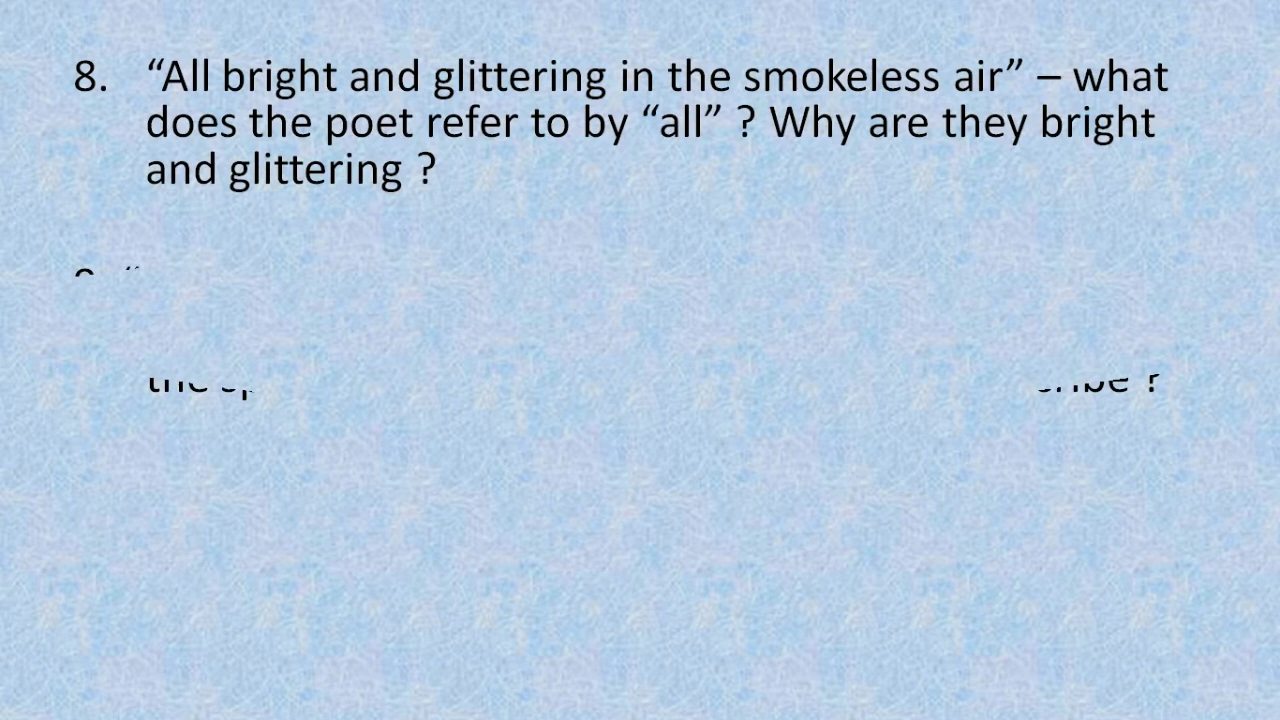 8. “All bright and glittering in the smokeless air” – what
does the poet refer to by “all” ? Why are they bright
and glittering ?
the
?